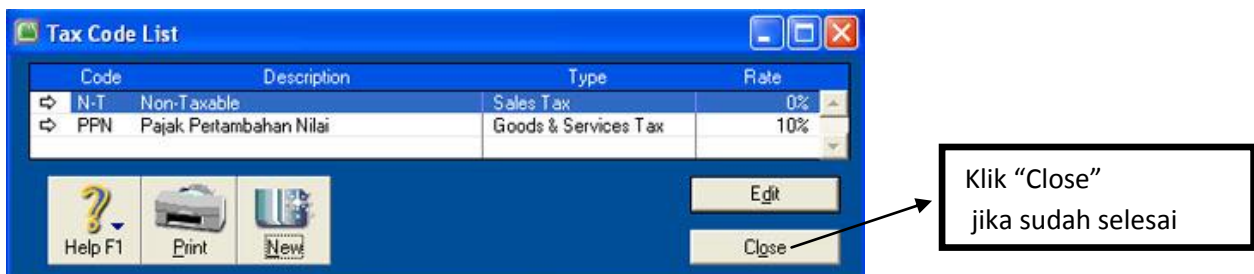 Tax Code List
Code Description Type Rate
N-T Non-Taxable Sales Tax 0%
PPN Pajak Pertambahan Nilai Goods & Services Tax 10%
Help F1 Print New
Edit
Close
Klik “Close”
jika sudah selesai